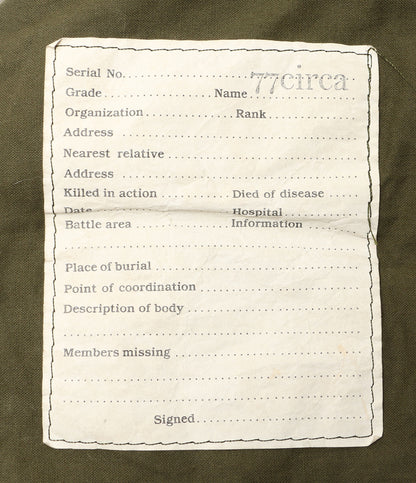 Serial No.
77circa
Grade Name
Organization Rank
Address
Nearest relative
Address
Killed in action Died of disease
Date Hospital
Battle area Information
Place of burial
Point of coordination
Description of body
Members missing
Signed